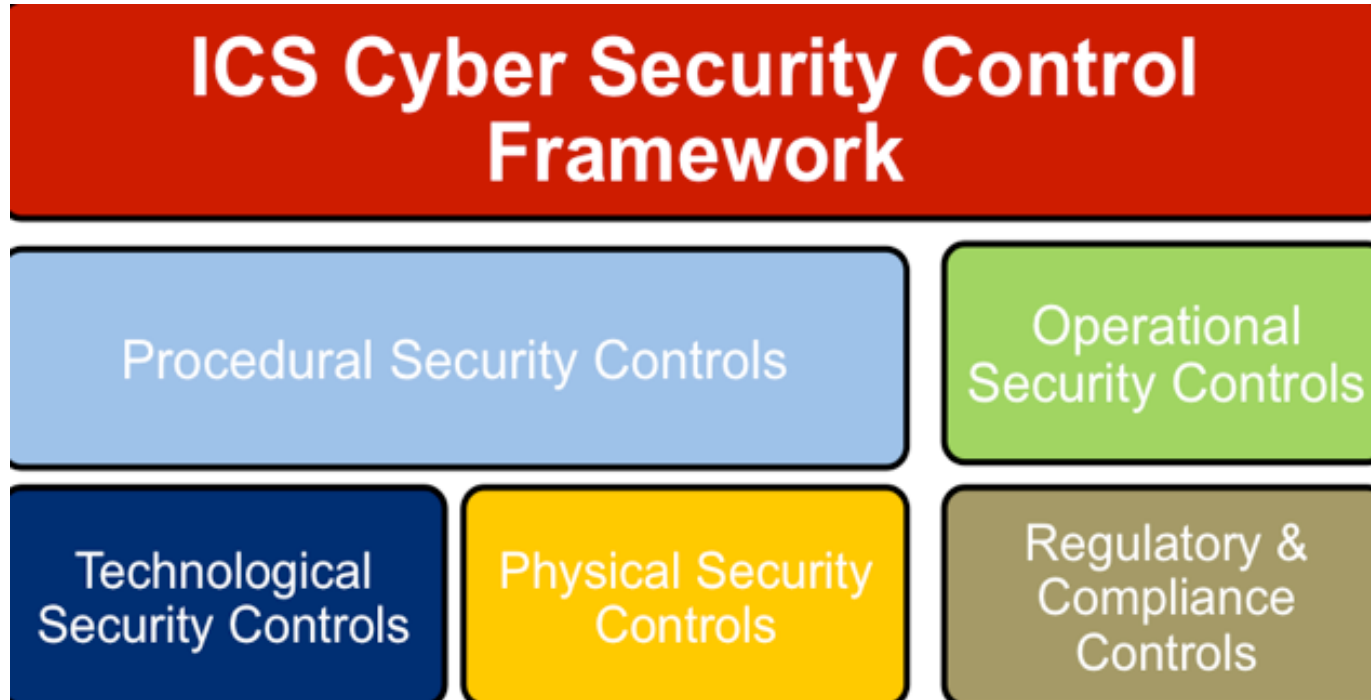 ICS Cyber Security Control
Framework
Procedural Security Controls
Operational
Security Controls
Technological
Security Controls
Physical Security
Controls
Regulatory &
Compliance
Controls